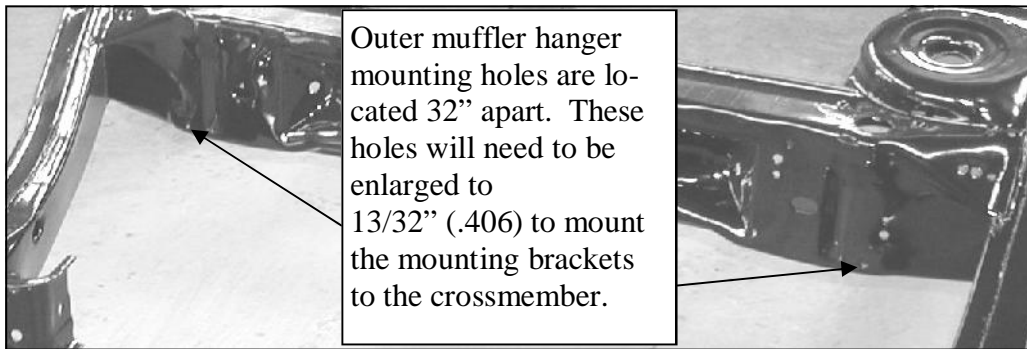 Outer muffler hanger
mounting holes are lo-
cated 32” apart.  These
holes will need to be
enlarged to
13/32” (.406) to mount
the mounting brackets
to the crossmember.